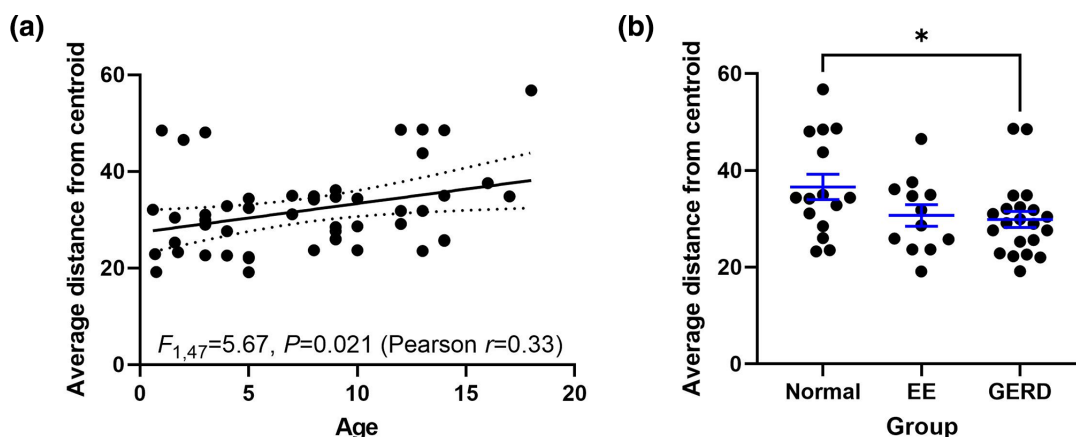 (a)
Average distance from centroid
60
40
20
0
F1,47=5.67, P=0.021 (Pearson r=0.33)
0 5 10 15 20
Age
(b)
Average distance from centroid
*
60
40
20
0
Normal EE GERD
Group